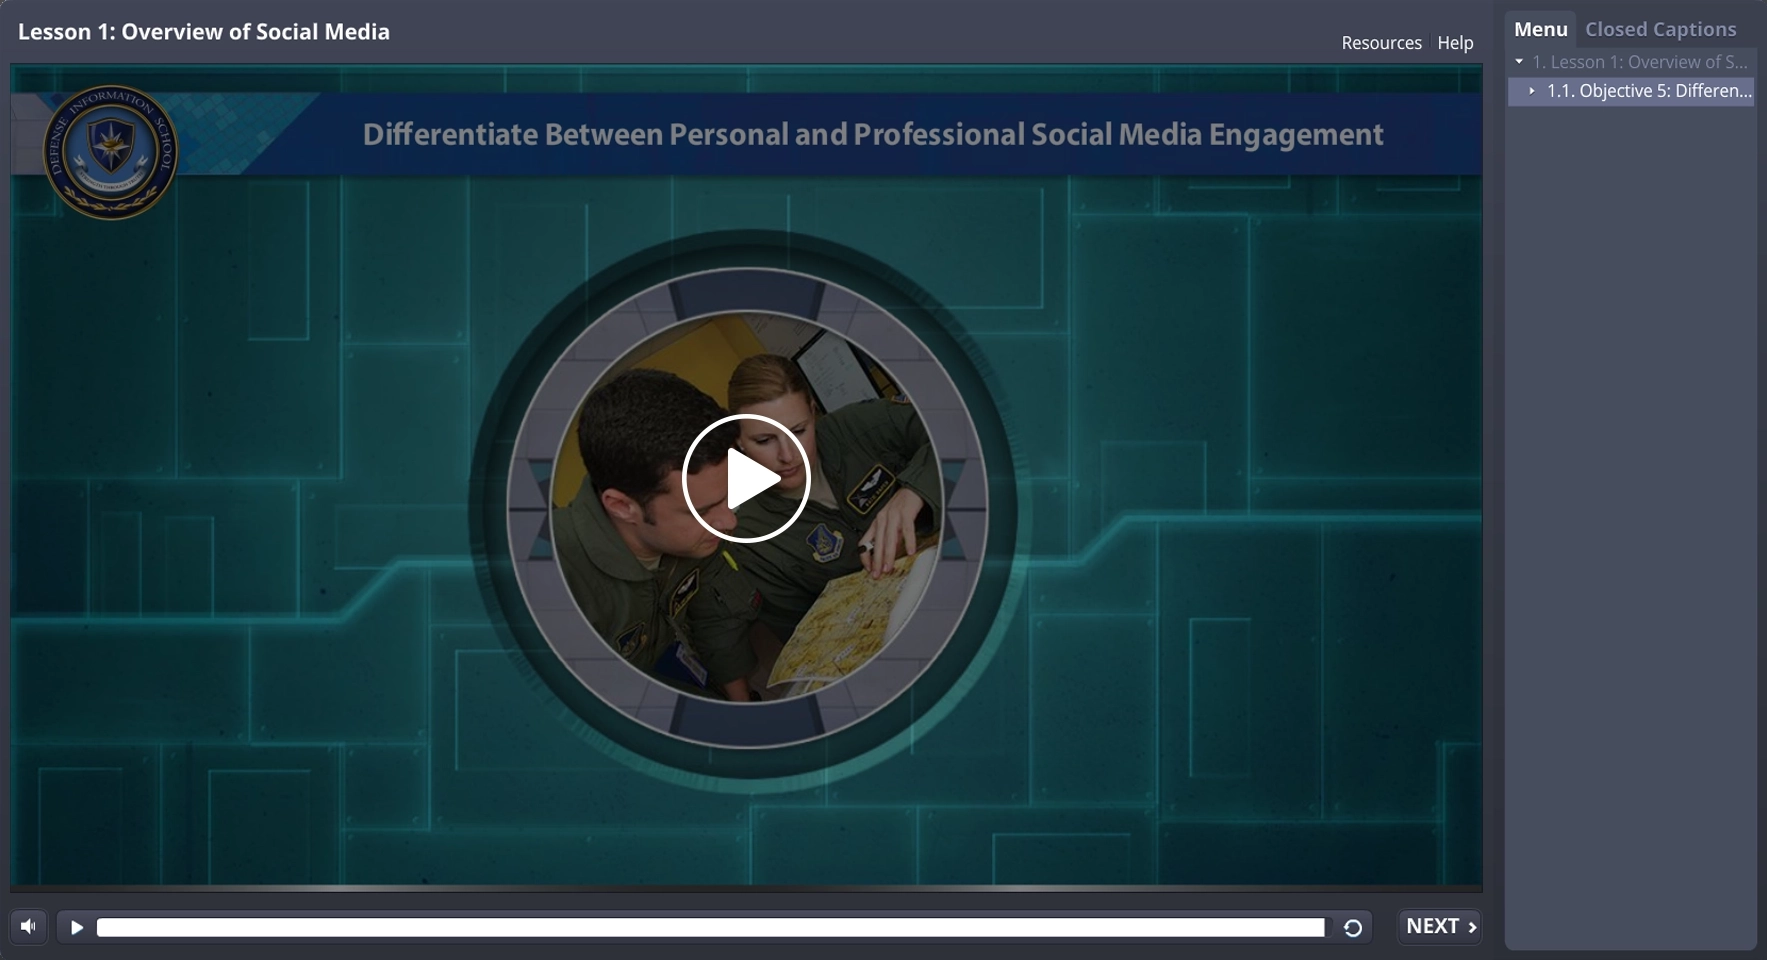 Lesson 1: Overview of Social Media
Resources Help
Menu Closed Captions
1. Lesson 1: Overview of S...
1.1. Objective 5: Differen...
DEFENSE INFORMATION SCHOOL
Differentiate Between Personal and Professional Social Media Engagement
NEXT